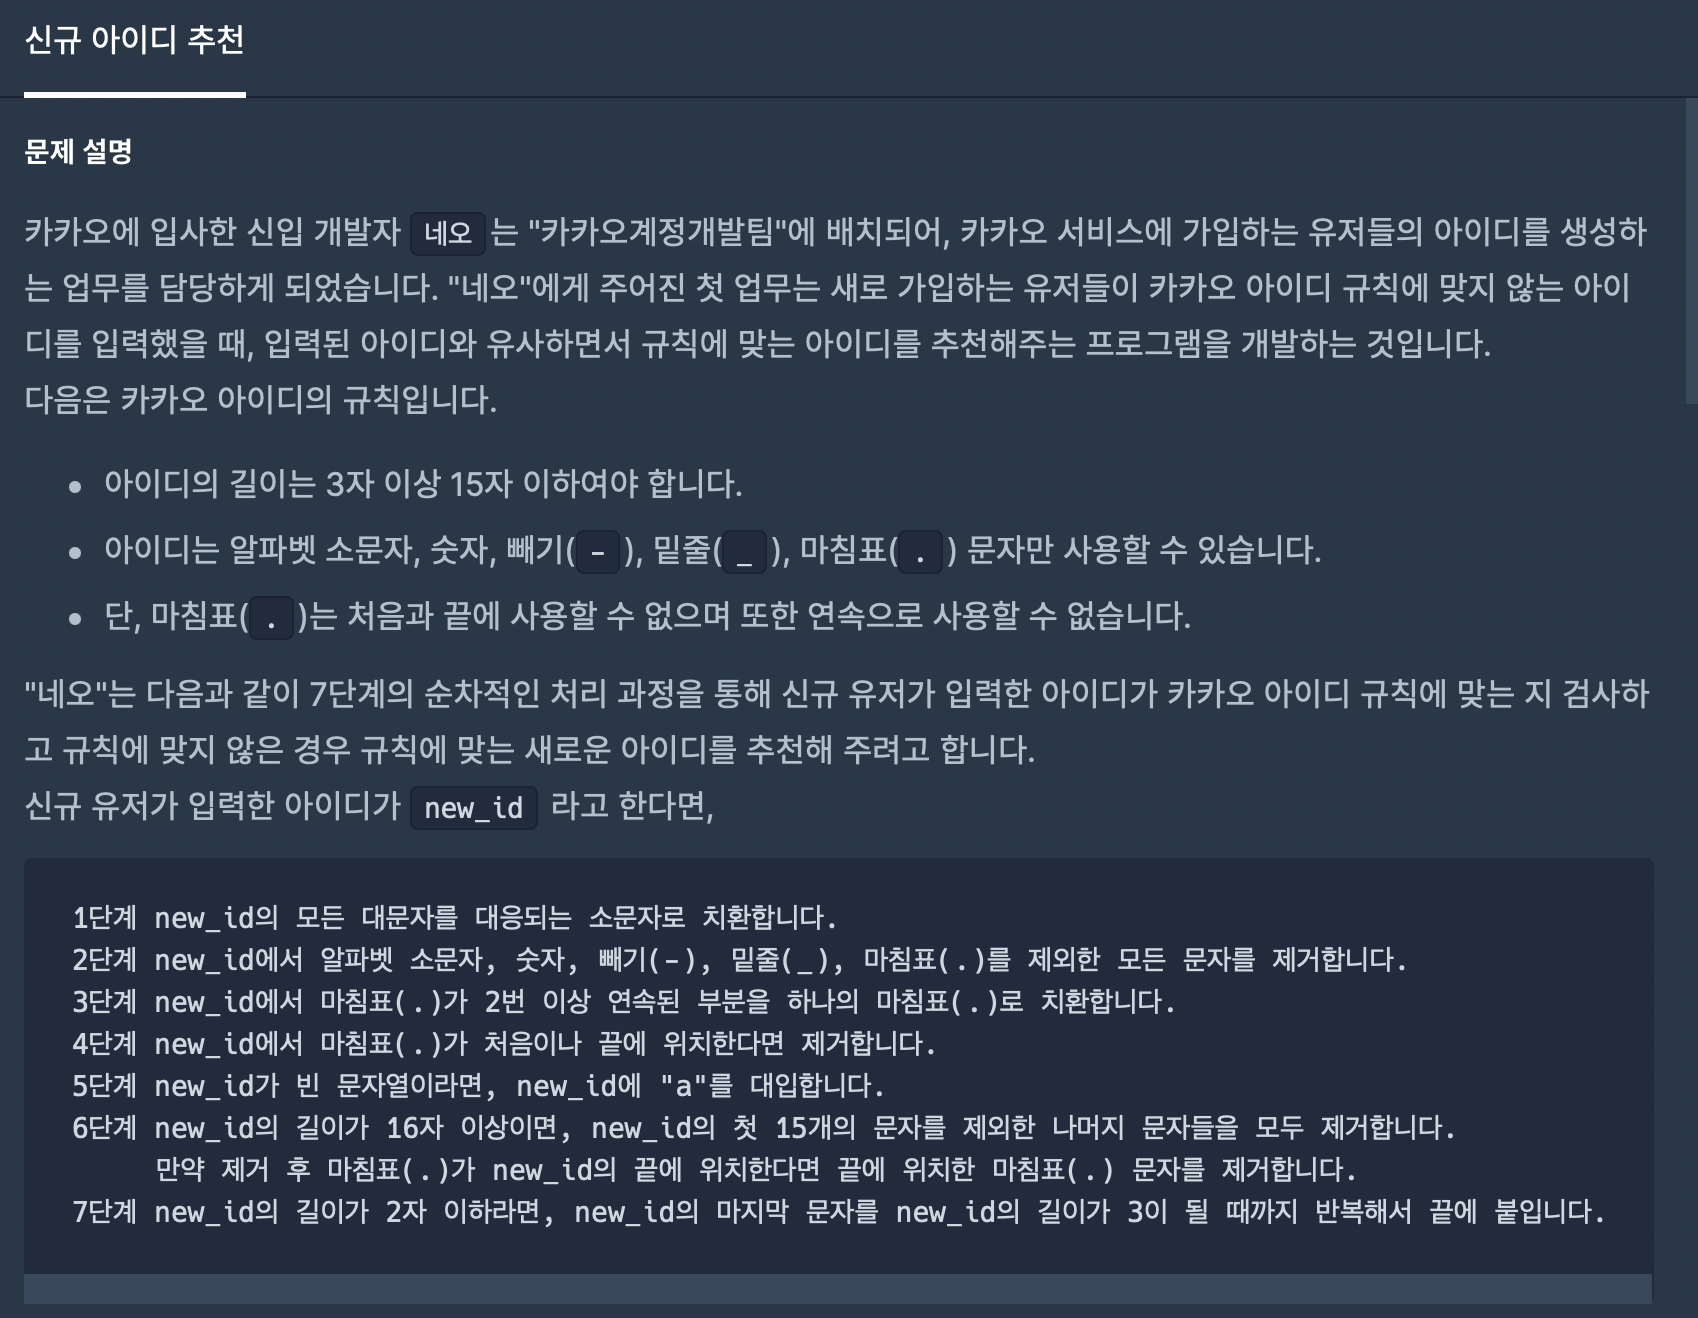 신규 아이디 추천
문제 설명
카카오에 입사한 신입 개발자 네오 는 "카카오계정개발팀"에 배치되어, 카카오 서비스에 가입하는 유저들의 아이디를 생성하
는 업무를 담당하게 되었습니다. "네오"에게 주어진 첫 업무는 새로 가입하는 유저들이 카카오 아이디 규칙에 맞지 않는 아이
디를 입력했을 때, 입력된 아이디와 유사하면서 규칙에 맞는 아이디를 추천해주는 프로그램을 개발하는 것입니다.
다음은 카카오 아이디의 규칙입니다.
• 아이디의 길이는 3자 이상 15자 이하여야 합니다.
• 아이디는 알파벳 소문자, 숫자, 빼기(-), 밑줄(_), 마침표(.) 문자만 사용할 수 있습니다.
• 단, 마침표(.)는 처음과 끝에 사용할 수 없으며 또한 연속으로 사용할 수 없습니다.
"네오"는 다음과 같이 7단계의 순차적인 처리 과정을 통해 신규 유저가 입력한 아이디가 카카오 아이디 규칙에 맞는 지 검사하
고 규칙에 맞지 않은 경우 규칙에 맞는 새로운 아이디를 추천해 주려고 합니다.
신규 유저가 입력한 아이디가 new_id 라고 한다면,
1단계 new_id의 모든 대문자를 대응되는 소문자로 치환합니다.
2단계 new_id에서 알파벳 소문자, 숫자, 빼기(-), 밑줄(_), 마침표(.)를 제외한 모든 문자를 제거합니다.
3단계 new_id에서 마침표(.)가 2번 이상 연속된 부분을 하나의 마침표(.)로 치환합니다.
4단계 new_id에서 마침표(.)가 처음이나 끝에 위치한다면 제거합니다.
5단계 new_id가 빈 문자열이라면, new_id에 "a"를 대입합니다.
6단계 new_id의 길이가 16자 이상이면, new_id의 첫 15개의 문자를 제외한 나머지 문자들을 모두 제거합니다.
만약 제거 후 마침표(.)가 new_id의 끝에 위치한다면 끝에 위치한 마침표(.) 문자를 제거합니다.
7단계 new_id의 길이가 2자 이하라면, new_id의 마지막 문자를 new_id의 길이가 3이 될 때까지 반복해서 끝에 붙입니다.